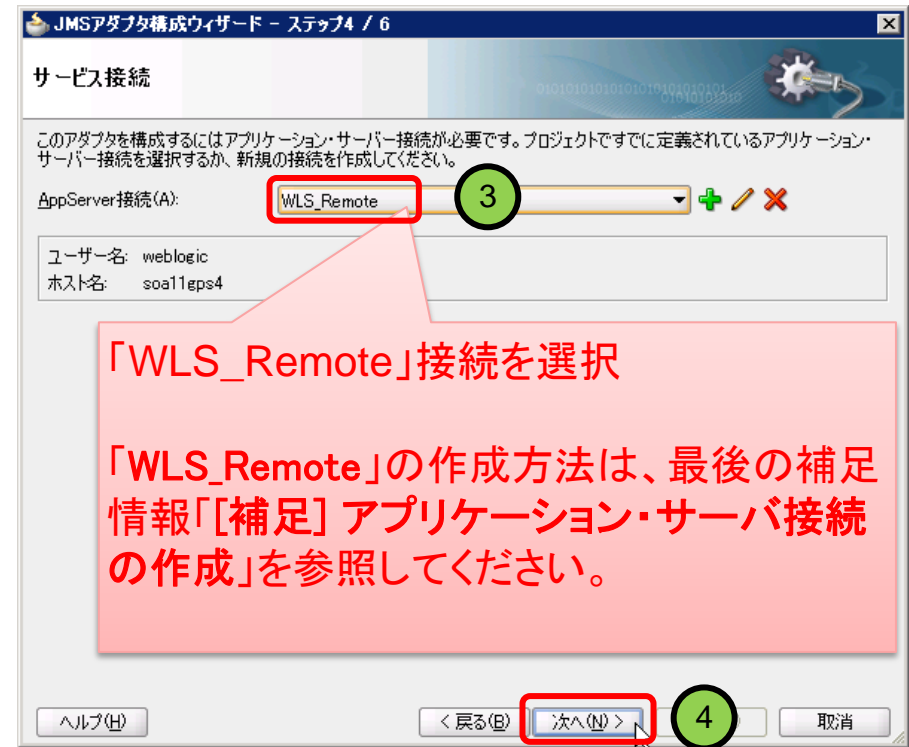 JMSアダプタ構成ウィザード - ステップ4 / 6
サービス接続
このアダプタを構成するにはアプリケーション・サーバー接続が必要です。プロジェクトですでに定義されているアプリケーション・
サーバー接続を選択するか、新規の接続を作成してください。
AppServer接続(A):
WLS_Remote
3
ユーザー名: weblogic
ホスト名: soa11gps4
「WLS_Remote」接続を選択
「WLS_Remote」の作成方法は、最後の補足
情報「[補足] アプリケーション・サーバ接続
の作成」を参照してください。
ヘルプ(H)
< 戻る(B)
次へ(N) >
4
取消